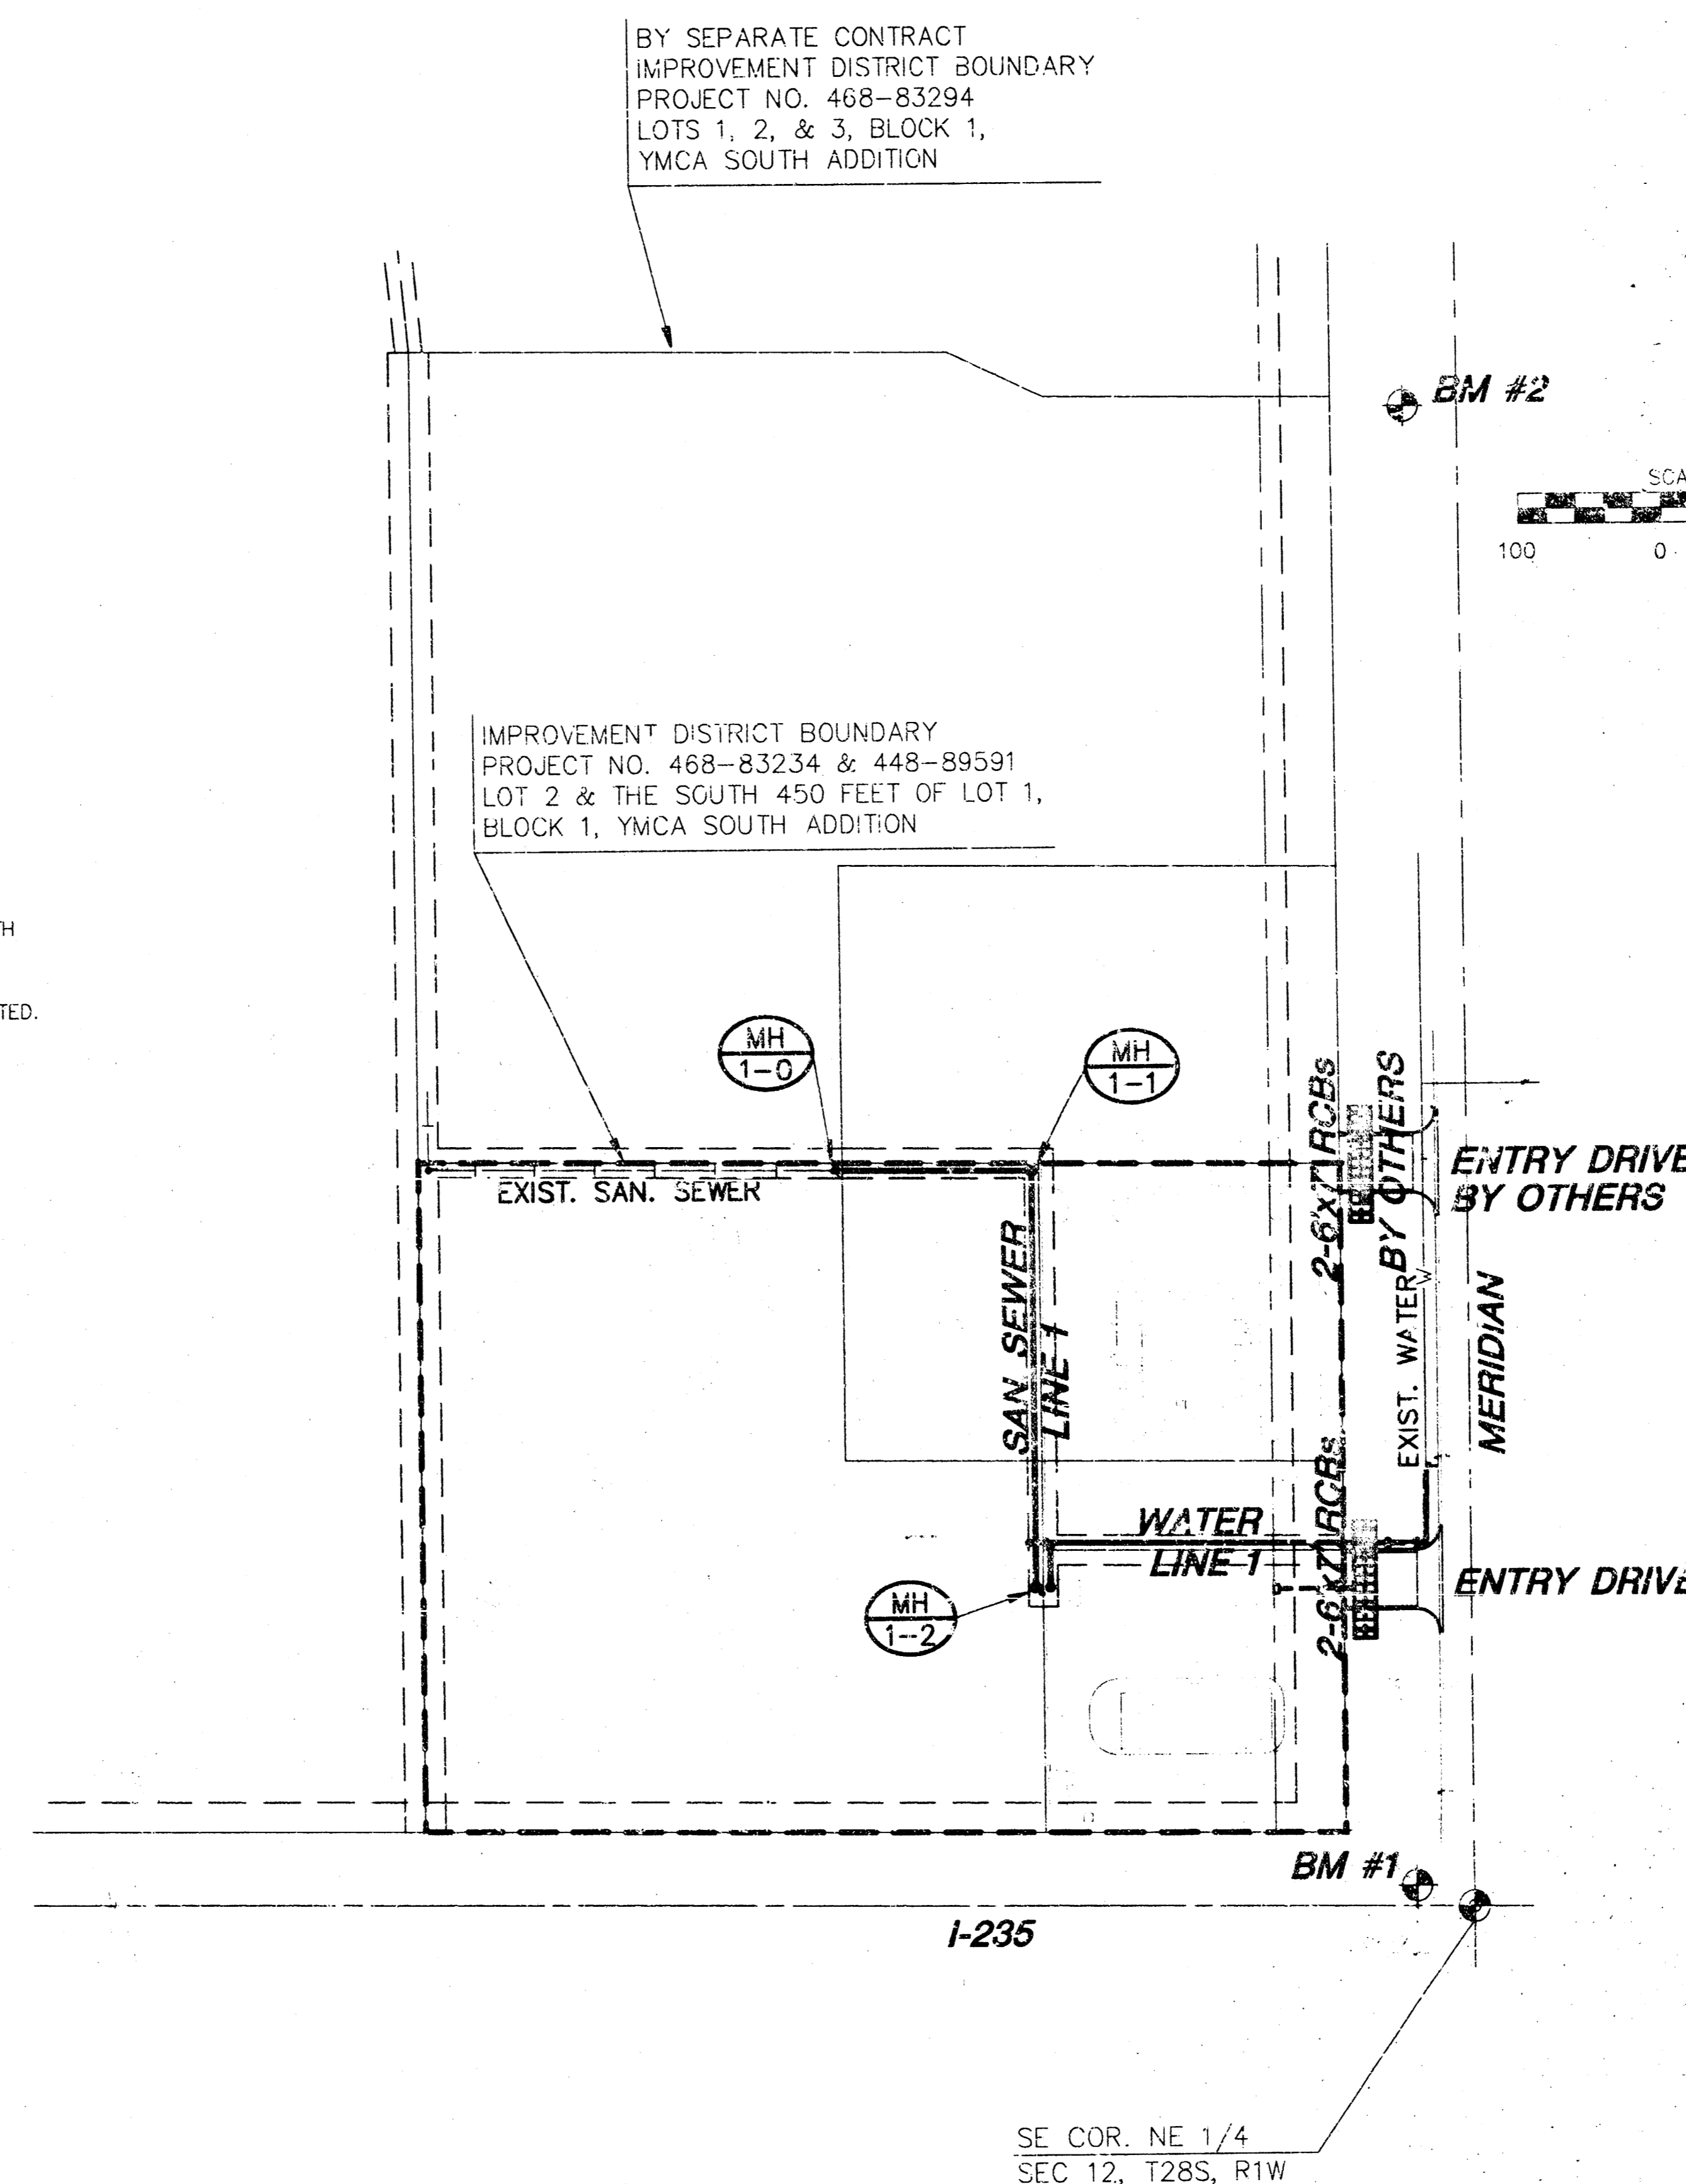 BY SEPARATE CONTRACT
IMPROVEMENT DISTRICT BOUNDARY
PROJECT NO. 468-83294
LOTS 1, 2, & 3, BLOCK 1,
YMCA SOUTH ADDITION
BM #2
SCA
100 0
IMPROVEMENT DISTRICT BOUNDARY
PROJECT NO. 468-83234 & 448-89591
LOT 2 & THE SOUTH 450 FEET OF LOT 1,
BLOCK 1, YMCA SOUTH ADDITION
TH
TED.
MH
1-0
MH
1-1
2-6'x7' RCBs
BY OTHERS
ENTRY DRIVE
BY OTHERS
EXIST. SAN. SEWER
SAN. SEWER
LINE 1
EXIST. WATER
W
MERIDIAN
WATER
LINE 1
2-6'x7' RCBs
ENTRY DRIVE
MH
1-2
BM #1
I-235
SE COR. NE 1/4
SEC 12, T28S, R1W